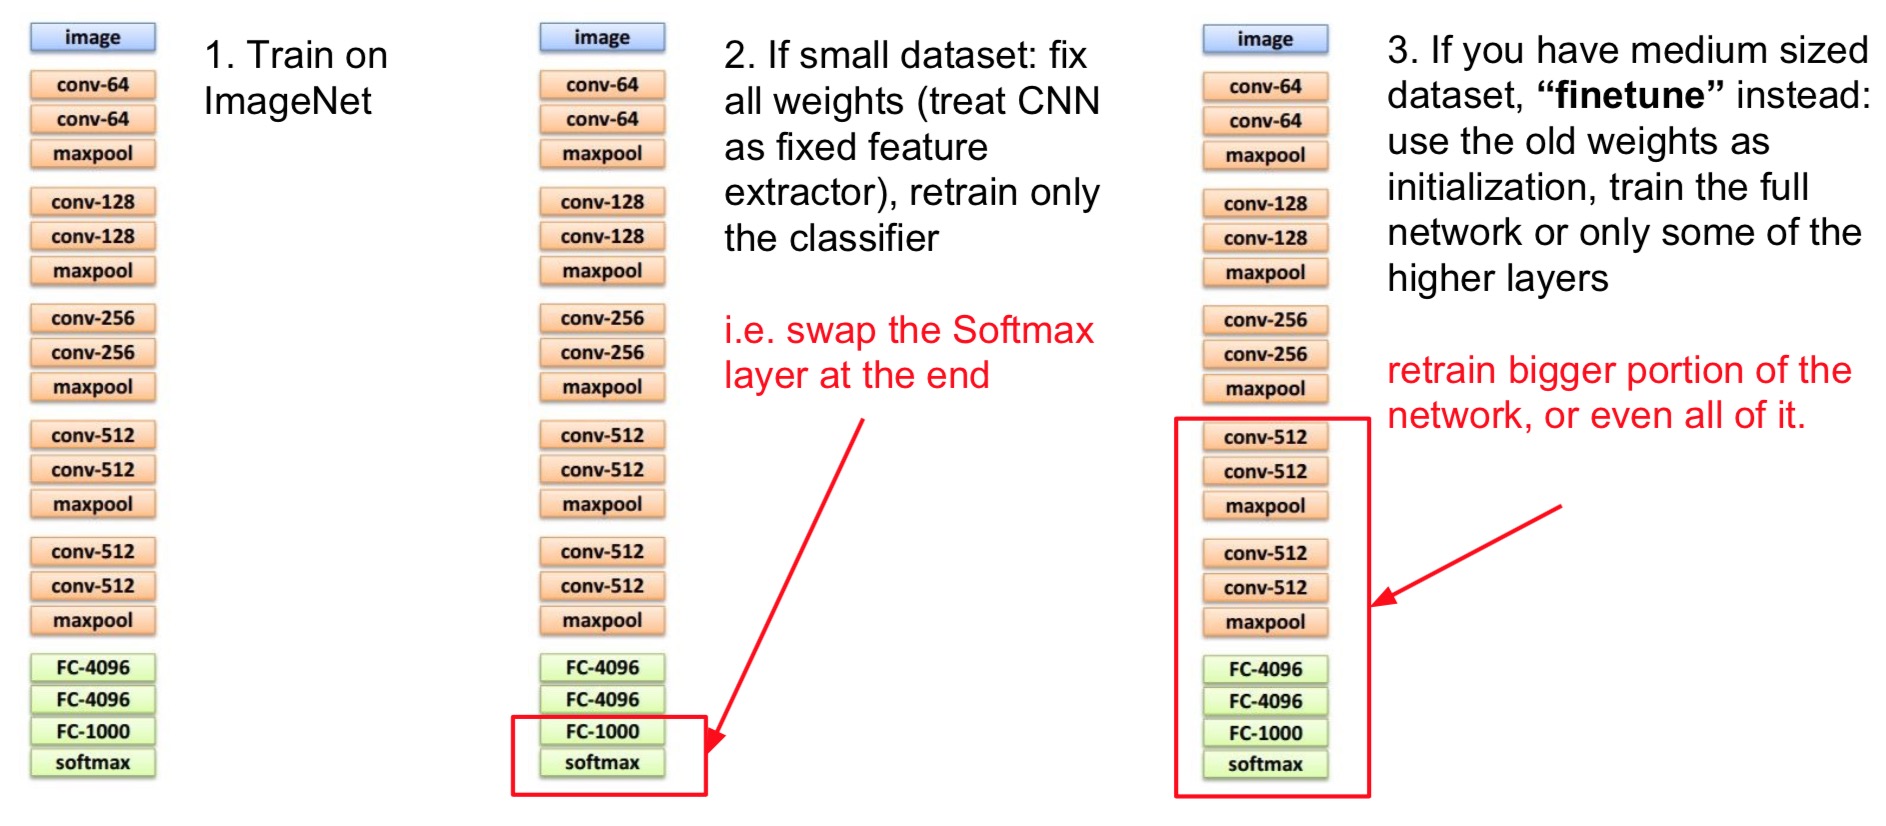 image
conv-64
conv-64
maxpool
conv-128
conv-128
maxpool
conv-256
conv-256
maxpool
conv-512
conv-512
maxpool
conv-512
conv-512
maxpool
FC-4096
FC-4096
FC-1000
softmax
1. Train on
ImageNet
image
conv-64
conv-64
maxpool
conv-128
conv-128
maxpool
conv-256
conv-256
maxpool
conv-512
conv-512
maxpool
conv-512
conv-512
maxpool
FC-4096
FC-4096
FC-1000
softmax
2. If small dataset: fix
all weights (treat CNN
as fixed feature
extractor), retrain only
the classifier
i.e. swap the Softmax
layer at the end
image
conv-64
conv-64
maxpool
conv-128
conv-128
maxpool
conv-256
conv-256
maxpool
conv-512
conv-512
maxpool
conv-512
conv-512
maxpool
FC-4096
FC-4096
FC-1000
softmax
3. If you have medium sized
dataset, “finetune” instead:
use the old weights as
initialization, train the full
network or only some of the
higher layers
retrain bigger portion of the
network, or even all of it.